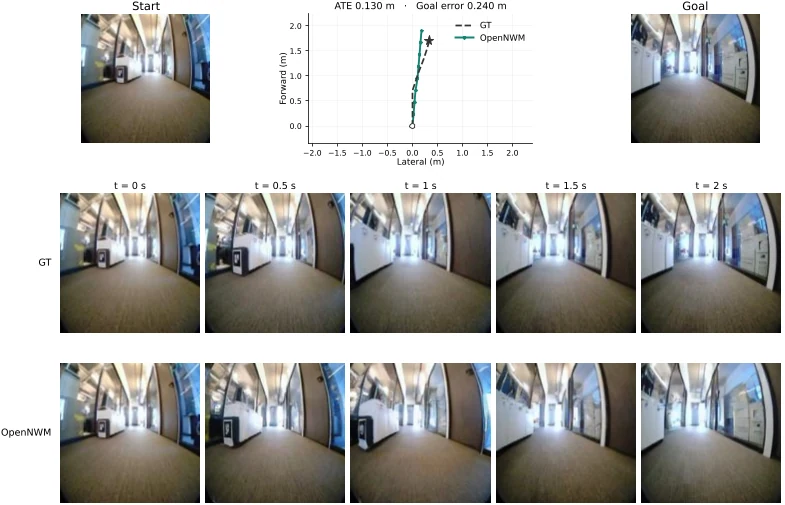 Start
ATE 0.130 m · Goal error 0.240 m
Goal
GT
OpenNWM
Forward (m)
2.0
1.5
1.0
0.5
0.0
−2.0 −1.5 −1.0 −0.5 0.0 0.5 1.0 1.5 2.0
Lateral (m)
t = 0 s t = 0.5 s t = 1 s t = 1.5 s t = 2 s
GT
OpenNWM